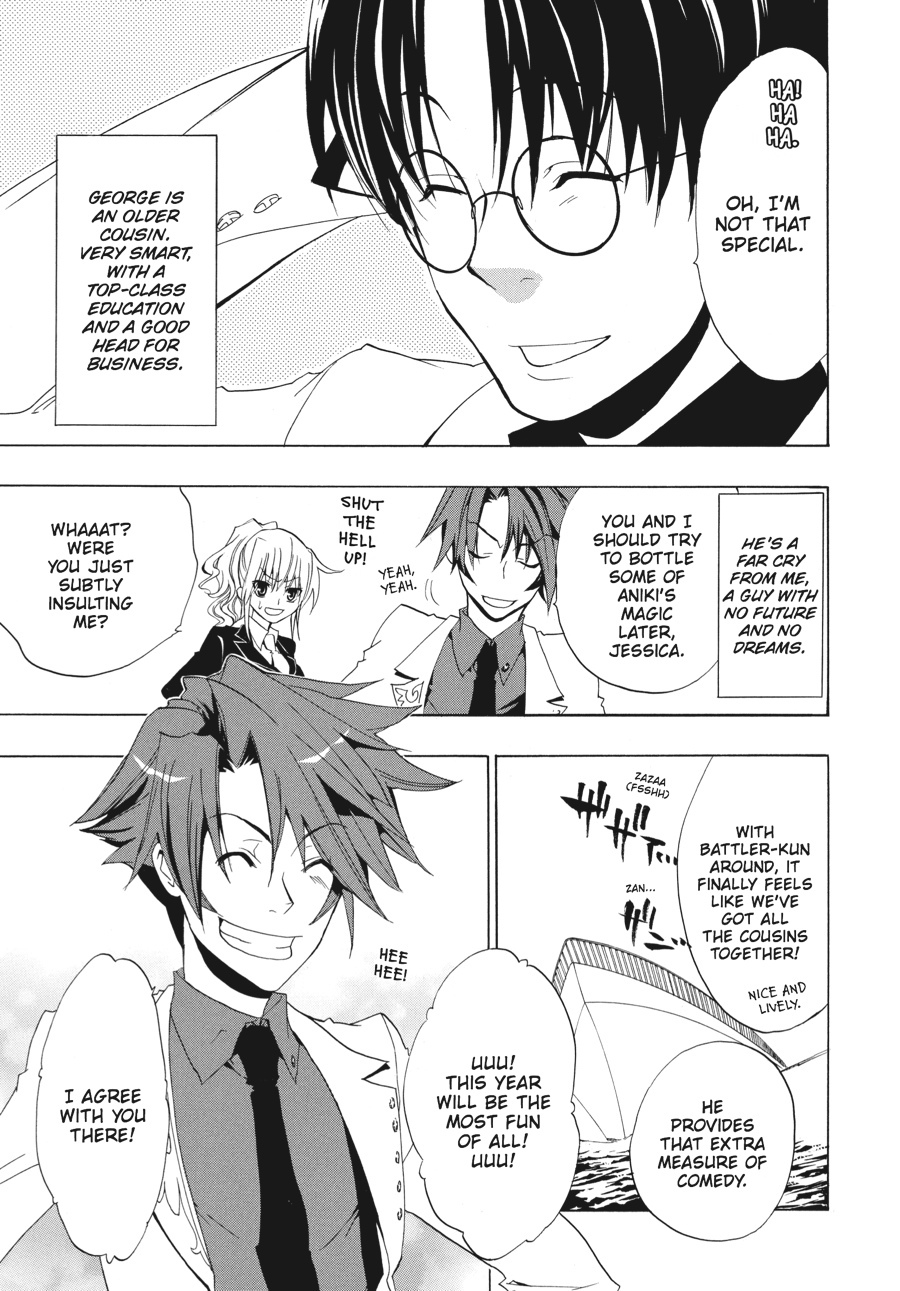 HA!
HA
HA.
OH, I'M
NOT THAT
SPECIAL.
GEORGE IS
AN OLDER
COUSIN.
VERY SMART,
WITH A
TOP-CLASS
EDUCATION
AND A GOOD
HEAD FOR
BUSINESS.
HE'S A
FAR CRY
FROM ME,
A GUY WITH
NO FUTURE
AND NO
DREAMS.
YOU AND I
SHOULD TRY
TO BOTTLE
SOME OF
ANIKI'S
MAGIC
LATER,
JESSICA.
SHUT
THE
HELL
UP!
YEAH,
YEAH.
WHAAAT?
WERE
YOU JUST
SUBTLY
INSULTING
ME?
WITH
BATTLER-KUN
AROUND, IT
FINALLY FEELS
LIKE WE'VE
GOT ALL
THE COUSINS
TOGETHER!
NICE AND
LIVELY.
ZAZAA
(FSSHH)
ザザァ…
ZAN...
ザン…
HE
PROVIDES
THAT EXTRA
MEASURE OF
COMEDY.
UUU!
THIS YEAR
WILL BE THE
MOST FUN
OF ALL!
UUU!
HEE
HEE!
I AGREE
WITH YOU
THERE!